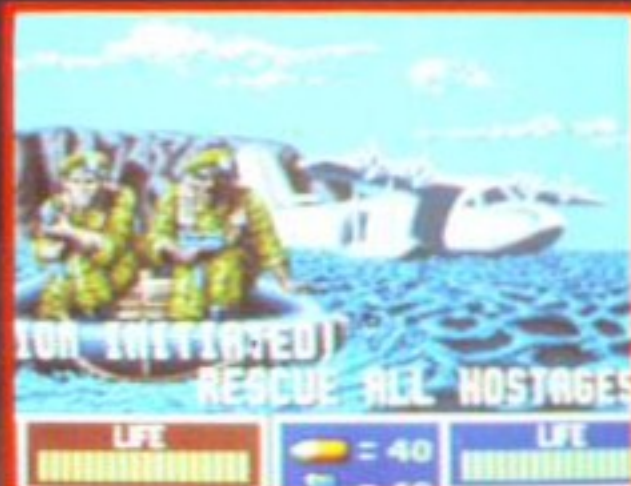 ION INITIATED!
RESCUE ALL HOSTAGES
LIFE
= 40
LIFE